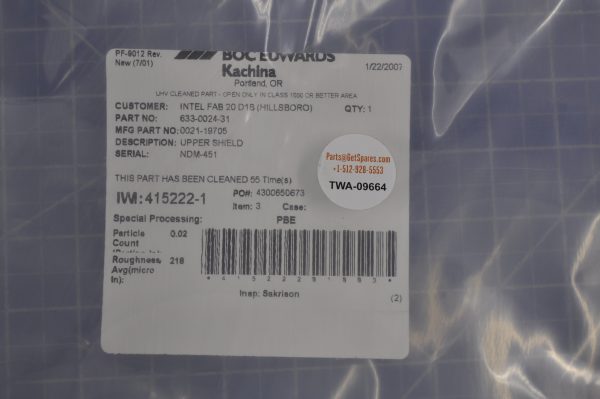 PF-9012 Rev.
New (7/01)
BOC EDWARDS
Kachina
Portland, OR
1/22/2007
UHV CLEANED PART - OPEN ONLY IN CLASS 1000 OR BETTER AREA
CUSTOMER: INTEL FAB 20 D1B (HILLSBORO) QTY: 1
PART NO: 633-0024-31
MFG PART NO: 0021-19705
DESCRIPTION: UPPER SHIELD
SERIAL: NDM-451
Parts@GetSpares.com
+1-512-928-5553
TWA-09664
THIS PART HAS BEEN CLEANED 55 Time(s)
IWI: 415222-1 PO#: 4300650673
Item: 3 Case:
Special Processing: PBE
Particle 0.02
Count
Roughness 218
Avg(micro
In):
Insp: Sakrison
(2)